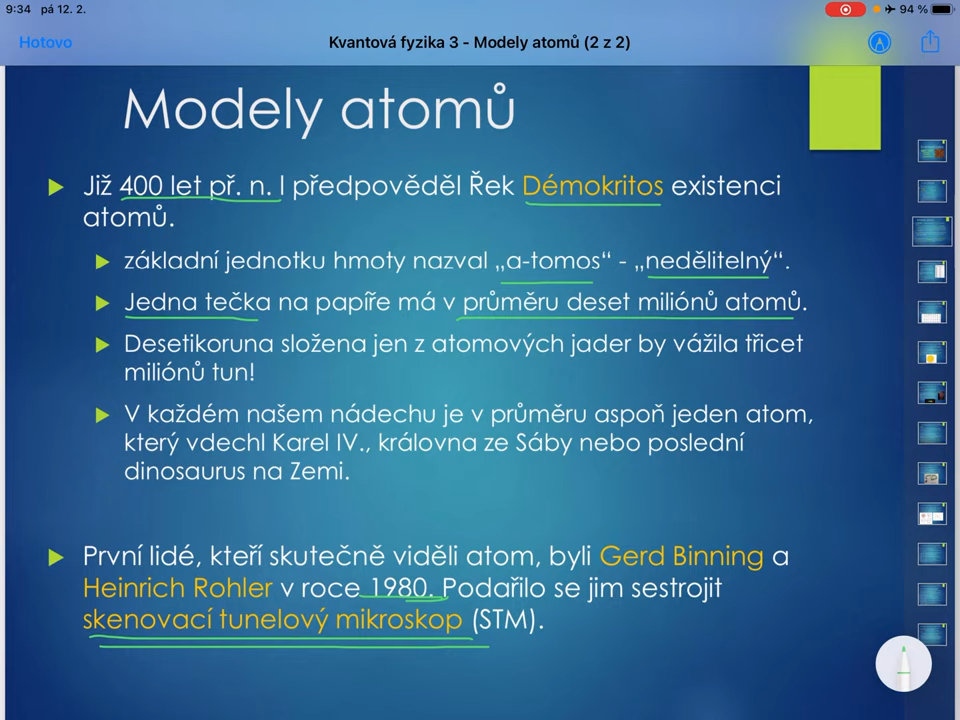 9:34 pá 12. 2. 94 %
Hotovo Kvantová fyzika 3 - Modely atomů (2 z 2)
Modely atomů
Již 400 let př. n. l předpověděl Řek Démokritos existenci
atomů.
základní jednotku hmoty nazval „a-tomos“ - „nedělitelný“.
Jedna tečka na papíře má v průměru deset miliónů atomů.
Desetikoruna složena jen z atomových jader by vážila třicet
miliónů tun!
V každém našem nádechu je v průměru aspoň jeden atom,
který vdechl Karel IV., královna ze Sáby nebo poslední
dinosaurus na Zemi.
První lidé, kteří skutečně viděli atom, byli Gerd Binning a
Heinrich Rohler v roce 1980. Podařilo se jim sestrojit
skenovací tunelový mikroskop (STM).